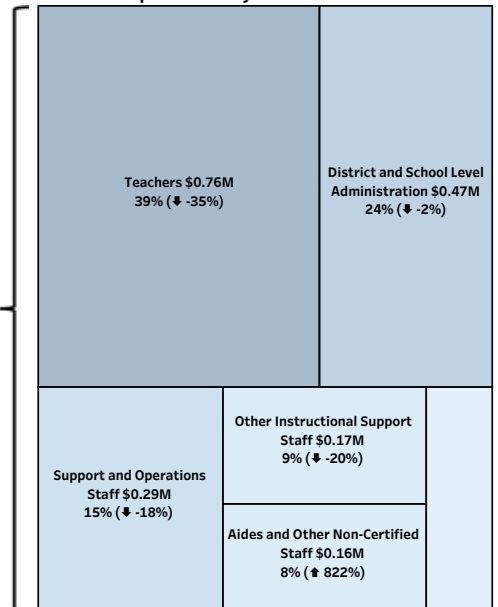 Teachers $0.76M
39% (⬇ -35%)
District and School Level
Administration $0.47M
24% (⬇ -2%)
Support and Operations
Staff $0.29M
15% (⬇ -18%)
Other Instructional Support
Staff $0.17M
9% (⬇ -20%)
Aides and Other Non-Certified
Staff $0.16M
8% (⬆ 822%)